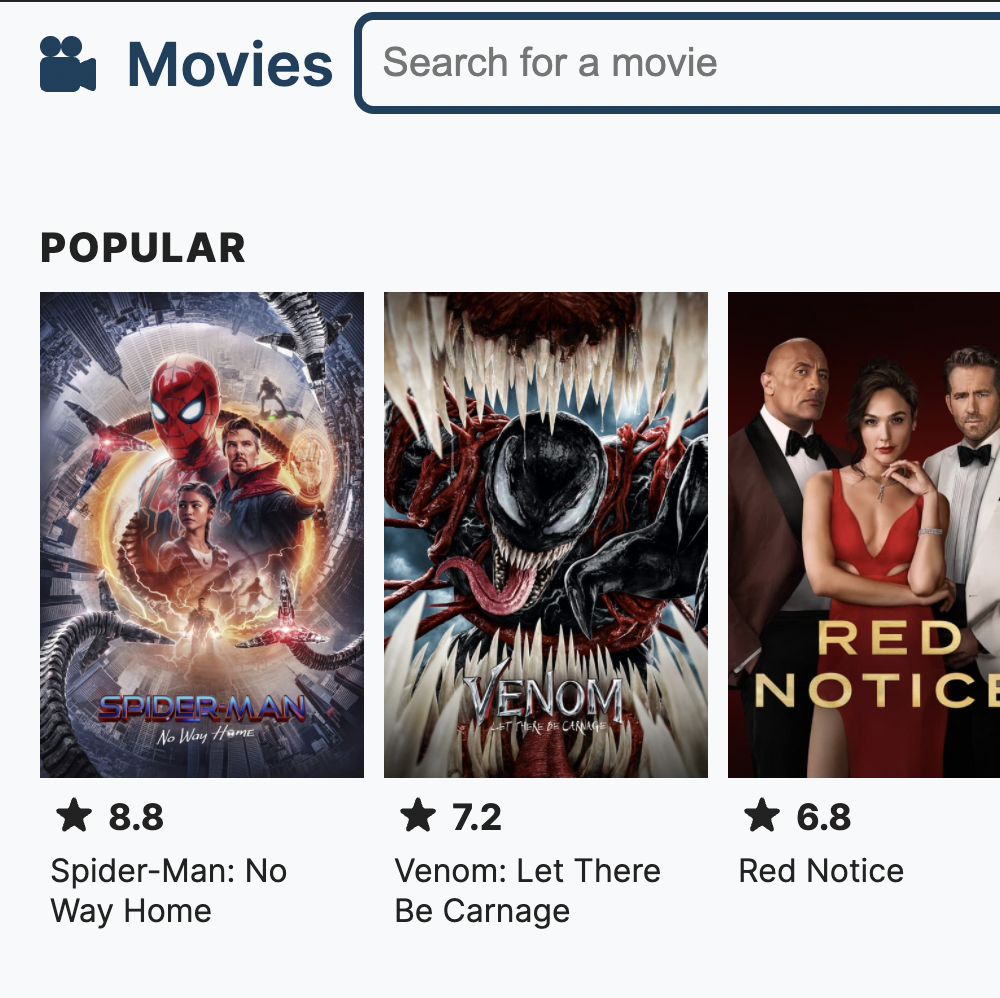 Movies
Search for a movie
POPULAR
SPIDER-MAN
No Way Home
VENOM
LET THERE BE CARNAGE
RED
NOTICE
8.8
7.2
6.8
Spider-Man: No
Way Home
Venom: Let There
Be Carnage
Red Notice